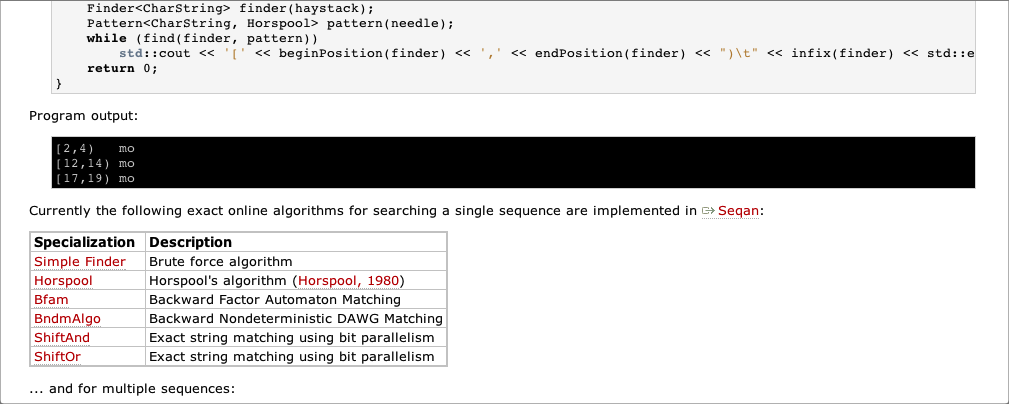 Finder<CharString> finder(haystack);
Pattern<CharString, Horspool> pattern(needle);
while (find(finder, pattern))
std::cout << '[' << beginPosition(finder) << ',' << endPosition(finder) << ")\t" << infix(finder) << std::e
return 0;
}
Program output:
[2,4) mo
[12,14) mo
[17,19) mo
Currently the following exact online algorithms for searching a single sequence are implemented in Seqan:
Specialization Description
Simple Finder Brute force algorithm
Horspool Horspool's algorithm (Horspool, 1980)
Bfam Backward Factor Automaton Matching
BndmAlgo Backward Nondeterministic DAWG Matching
ShiftAnd Exact string matching using bit parallelism
ShiftOr Exact string matching using bit parallelism
... and for multiple sequences: